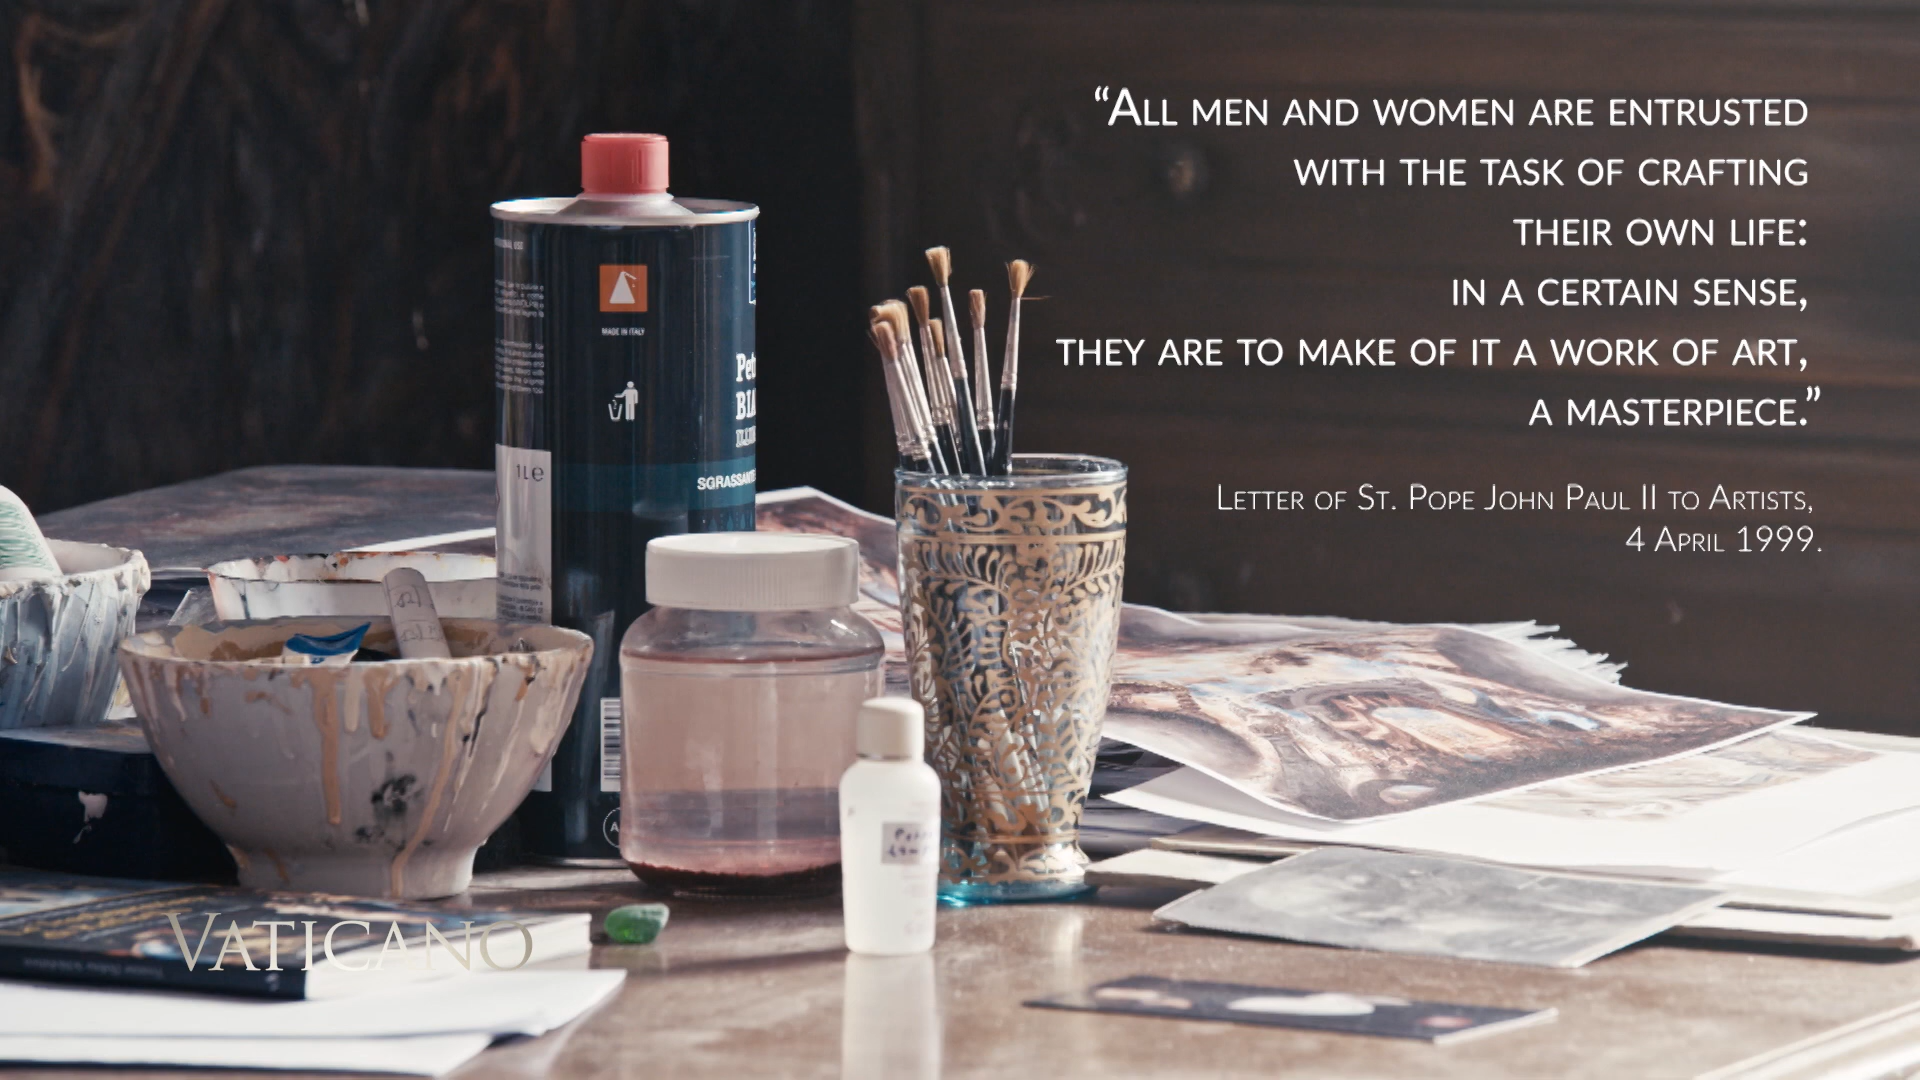 “All men and women are entrusted
with the task of crafting
their own life:
in a certain sense,
they are to make of it a work of art,
a masterpiece.”
Letter of St. Pope John Paul II to Artists,
4 April 1999.
MADE IN ITALY
BIA
1L e
SGRASSANTE
VATICANO